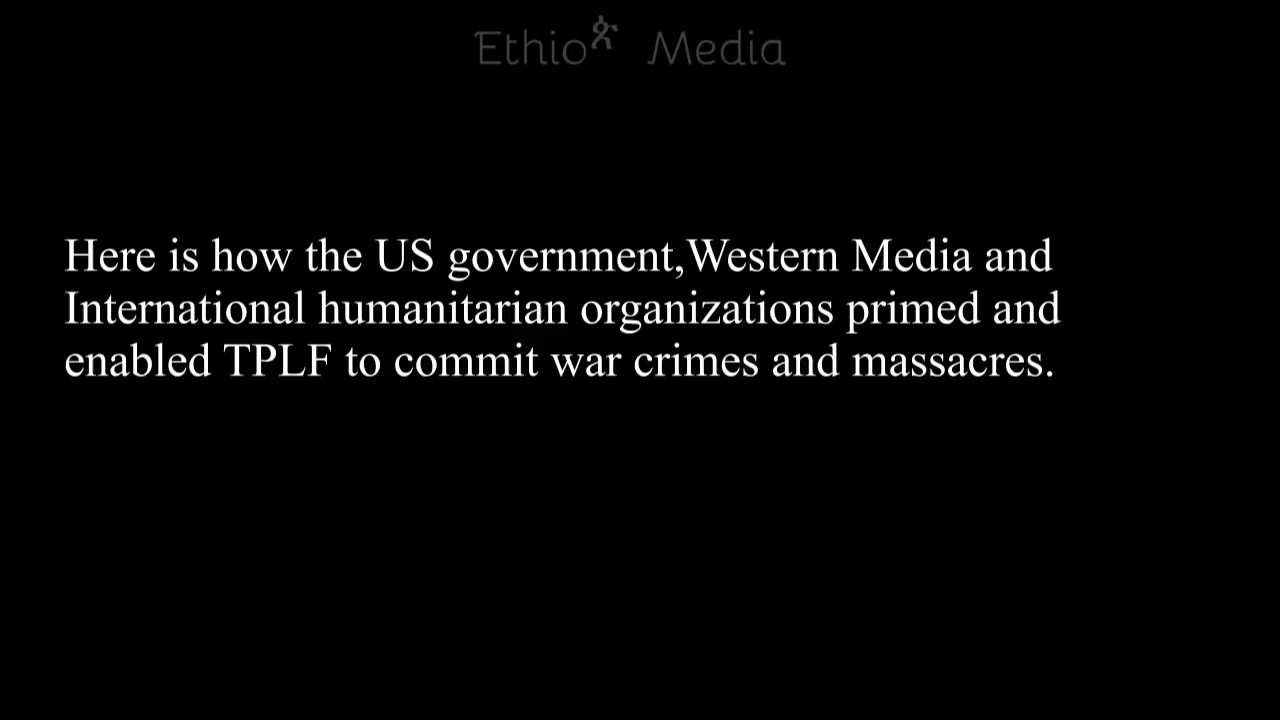 Ethio Media
Here is how the US government,Western Media and
International humanitarian organizations primed and
enabled TPLF to commit war crimes and massacres.